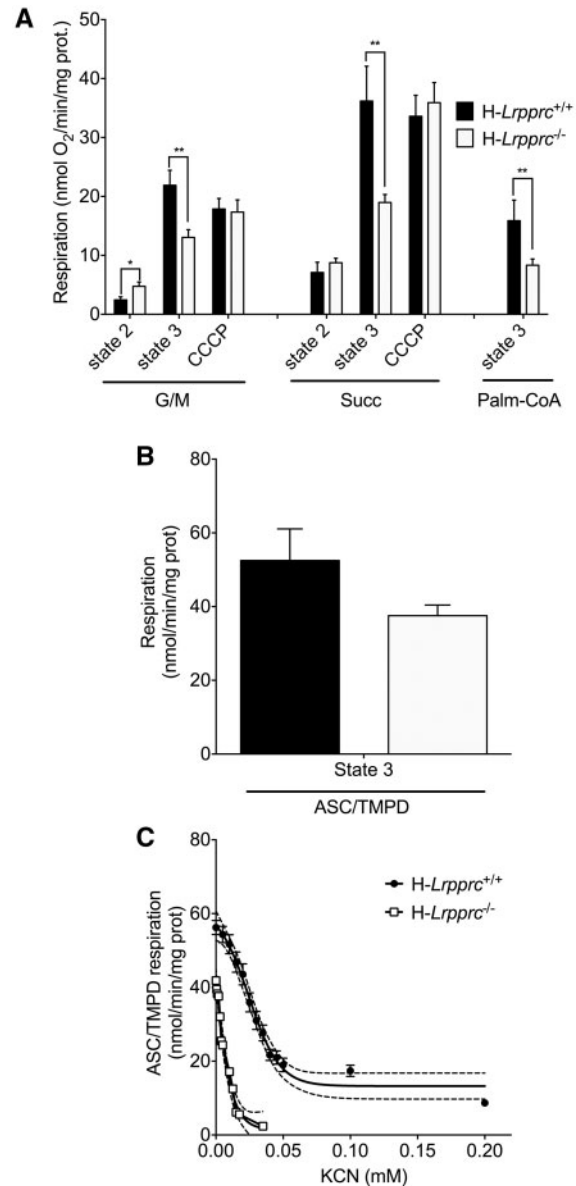 A
Respiration (nmol O₂/min/mg prot.)
50
40
30
20
10
0
**
**
**
*
H-Lrpprc+/+
H-Lrpprc-/-
state 2
state 3
CCCP
state 2
state 3
CCCP
state 3
G/M
Succ
Palm-CoA
B
Respiration
(nmol/min/mg prot)
80
60
40
20
0
State 3
ASC/TMPD
C
ASC/TMPD respiration
(nmol/min/mg prot)
80
60
40
20
0
H-Lrpprc+/+
H-Lrpprc-/-
0.00
0.05
0.10
0.15
0.20
KCN (mM)